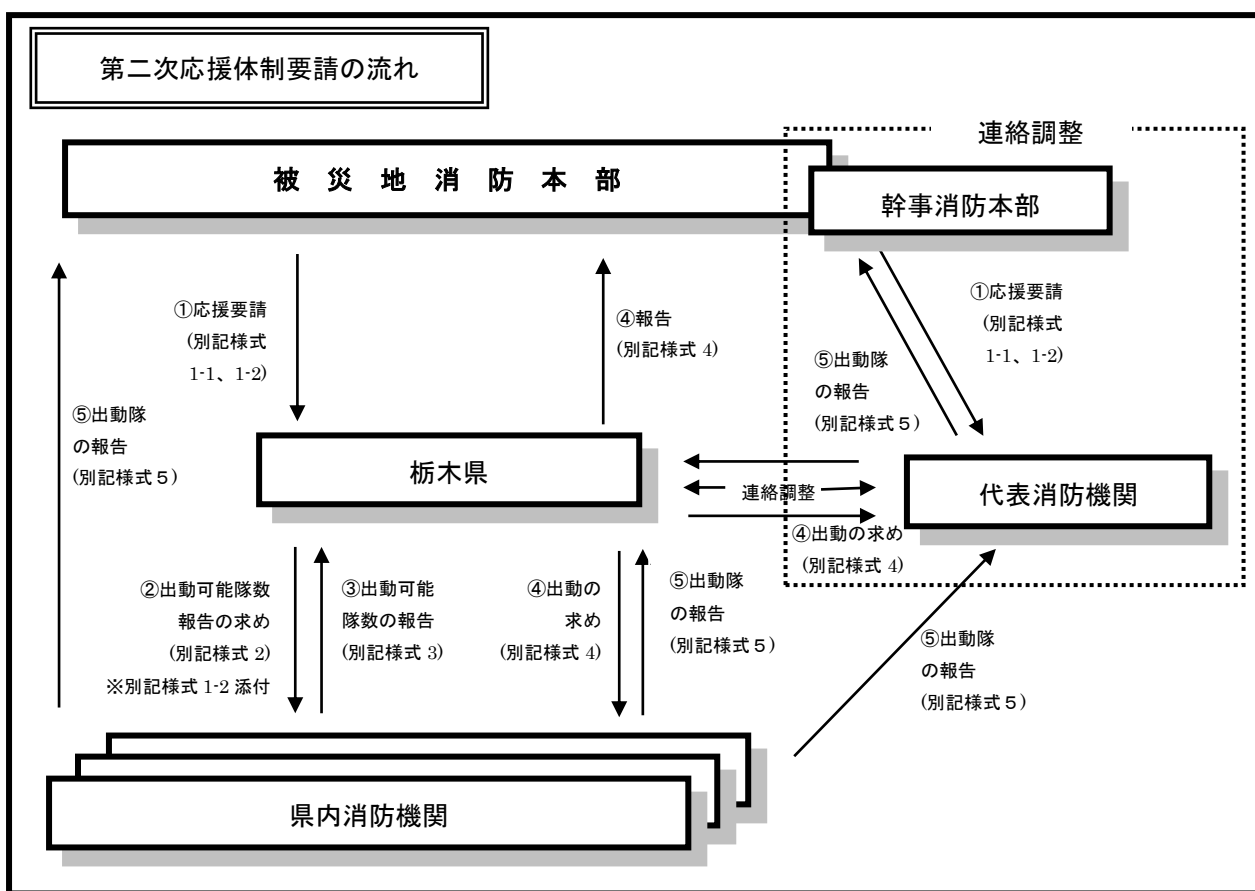 第二次応援体制要請の流れ
連絡調整
被災地消防本部
幹事消防本部
①応援要請
(別記様式
1-1、1-2)
④報告
(別記様式 4)
①応援要請
(別記様式
1-1、1-2)
⑤出動隊
の報告
(別記様式５)
⑤出動隊
の報告
(別記様式５)
栃木県
連絡調整
代表消防機関
④出動の求め
(別記様式 4)
②出動可能隊数
報告の求め
(別記様式 2)
※別記様式 1-2 添付
③出動可能
隊数の報告
(別記様式 3)
④出動の
求め
(別記様式 4)
⑤出動隊
の報告
(別記様式５)
⑤出動隊
の報告
(別記様式５)
県内消防機関